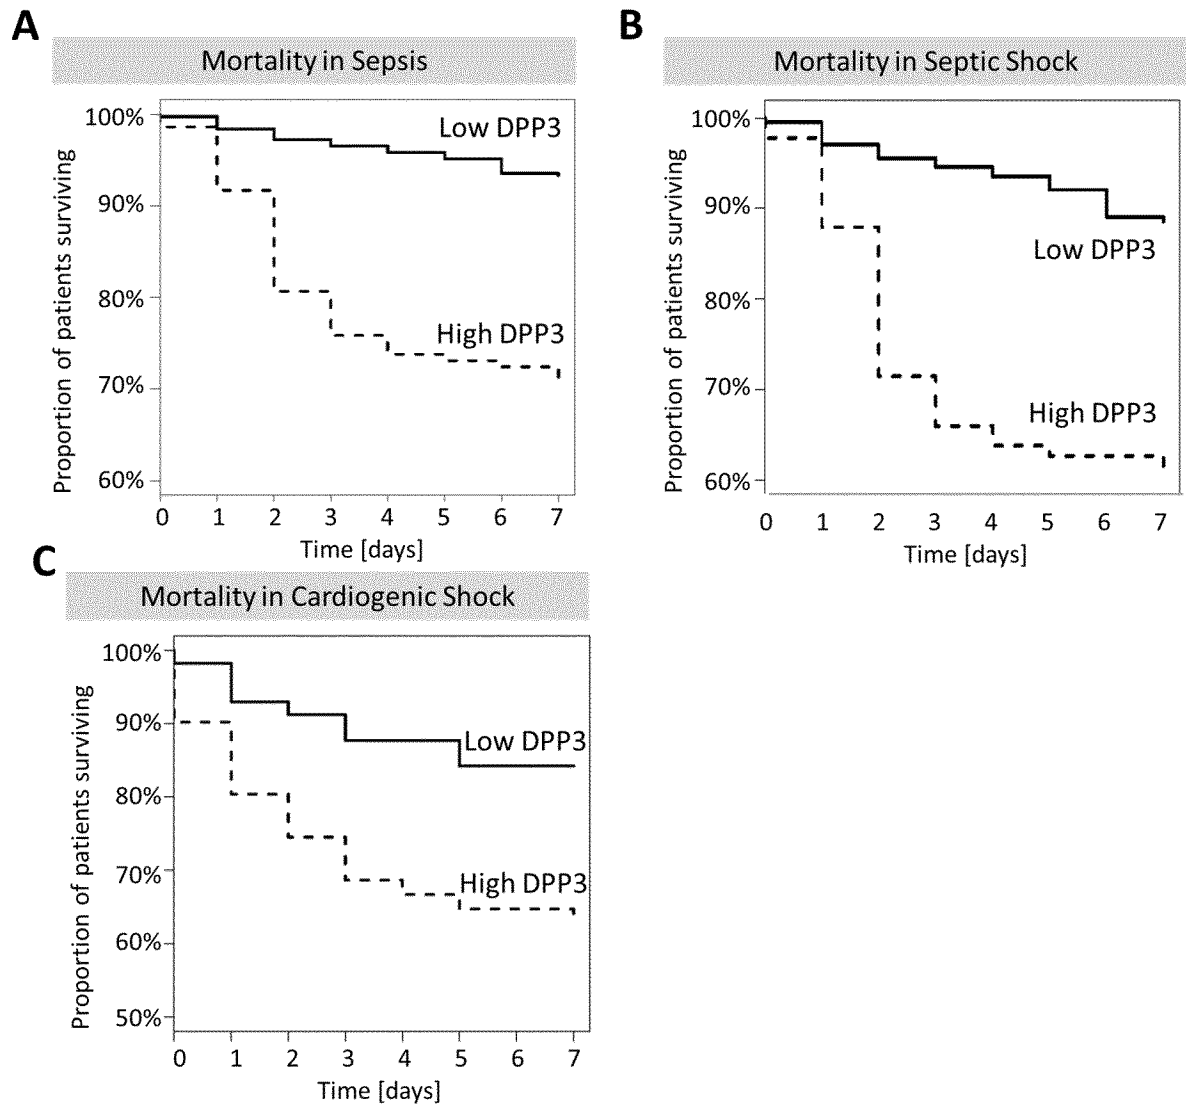 A
Mortality in Sepsis
Proportion of patients surviving
100%
90%
80%
70%
60%
Low DPP3
High DPP3
0 1 2 3 4 5 6 7
Time [days]
B
Mortality in Septic Shock
Proportion of patients surviving
100%
90%
80%
70%
60%
Low DPP3
High DPP3
0 1 2 3 4 5 6 7
Time [days]
C
Mortality in Cardiogenic Shock
Proportion of patients surviving
100%
90%
80%
70%
60%
50%
Low DPP3
High DPP3
0 1 2 3 4 5 6 7
Time [days]